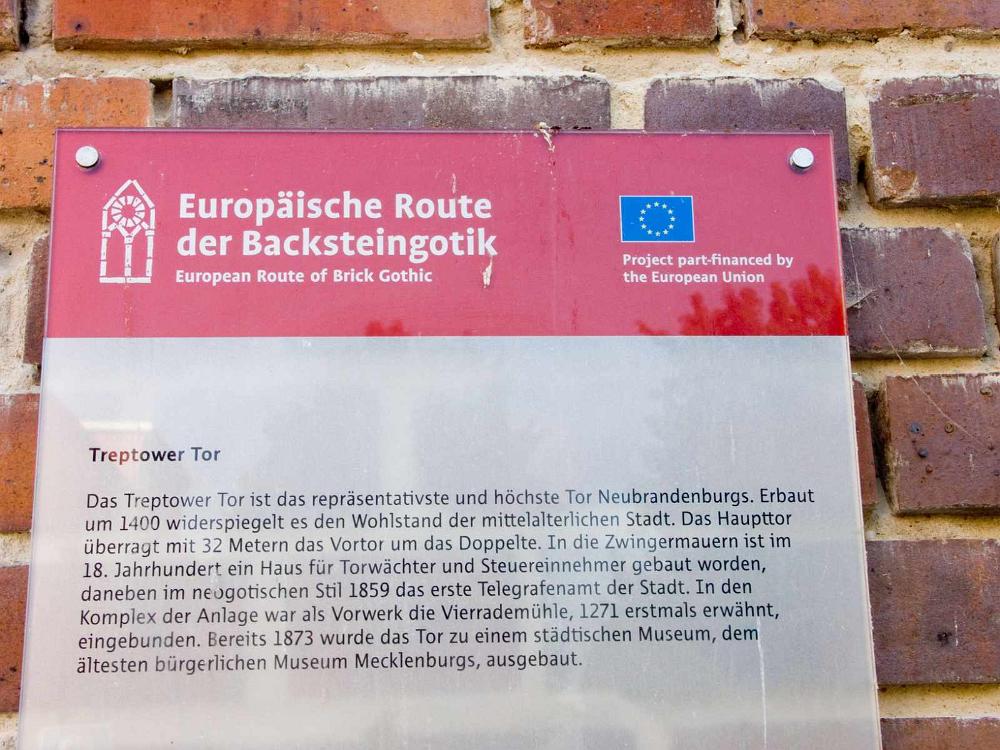 Europäische Route
der Backsteingotik
European Route of Brick Gothic
Project part-financed by
the European Union
Treptower Tor
Das Treptower Tor ist das repräsentativste und höchste Tor Neubrandenburgs. Erbaut
um 1400 widerspiegelt es den Wohlstand der mittelalterlichen Stadt. Das Haupttor
überragt mit 32 Metern das Vortor um das Doppelte. In die Zwingermauern ist im
18. Jahrhundert ein Haus für Torwächter und Steuereinnehmer gebaut worden,
daneben im neogotischen Stil 1859 das erste Telegrafenamt der Stadt. In den
Komplex der Anlage war als Vorwerk die Vierrademühle, 1271 erstmals erwähnt,
eingebunden. Bereits 1873 wurde das Tor zu einem städtischen Museum, dem
ältesten bürgerlichen Museum Mecklenburgs, ausgebaut.